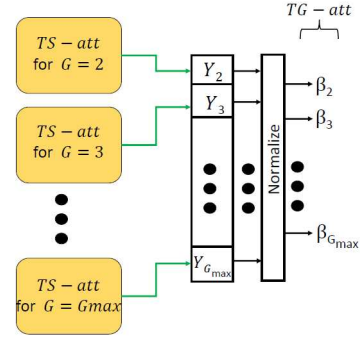 TG − att
TS − att
for G = 2
Y2
β2
TS − att
for G = 3
Y3
β3
Normalize
TS − att
for G = Gmax
YGmax
βGmax